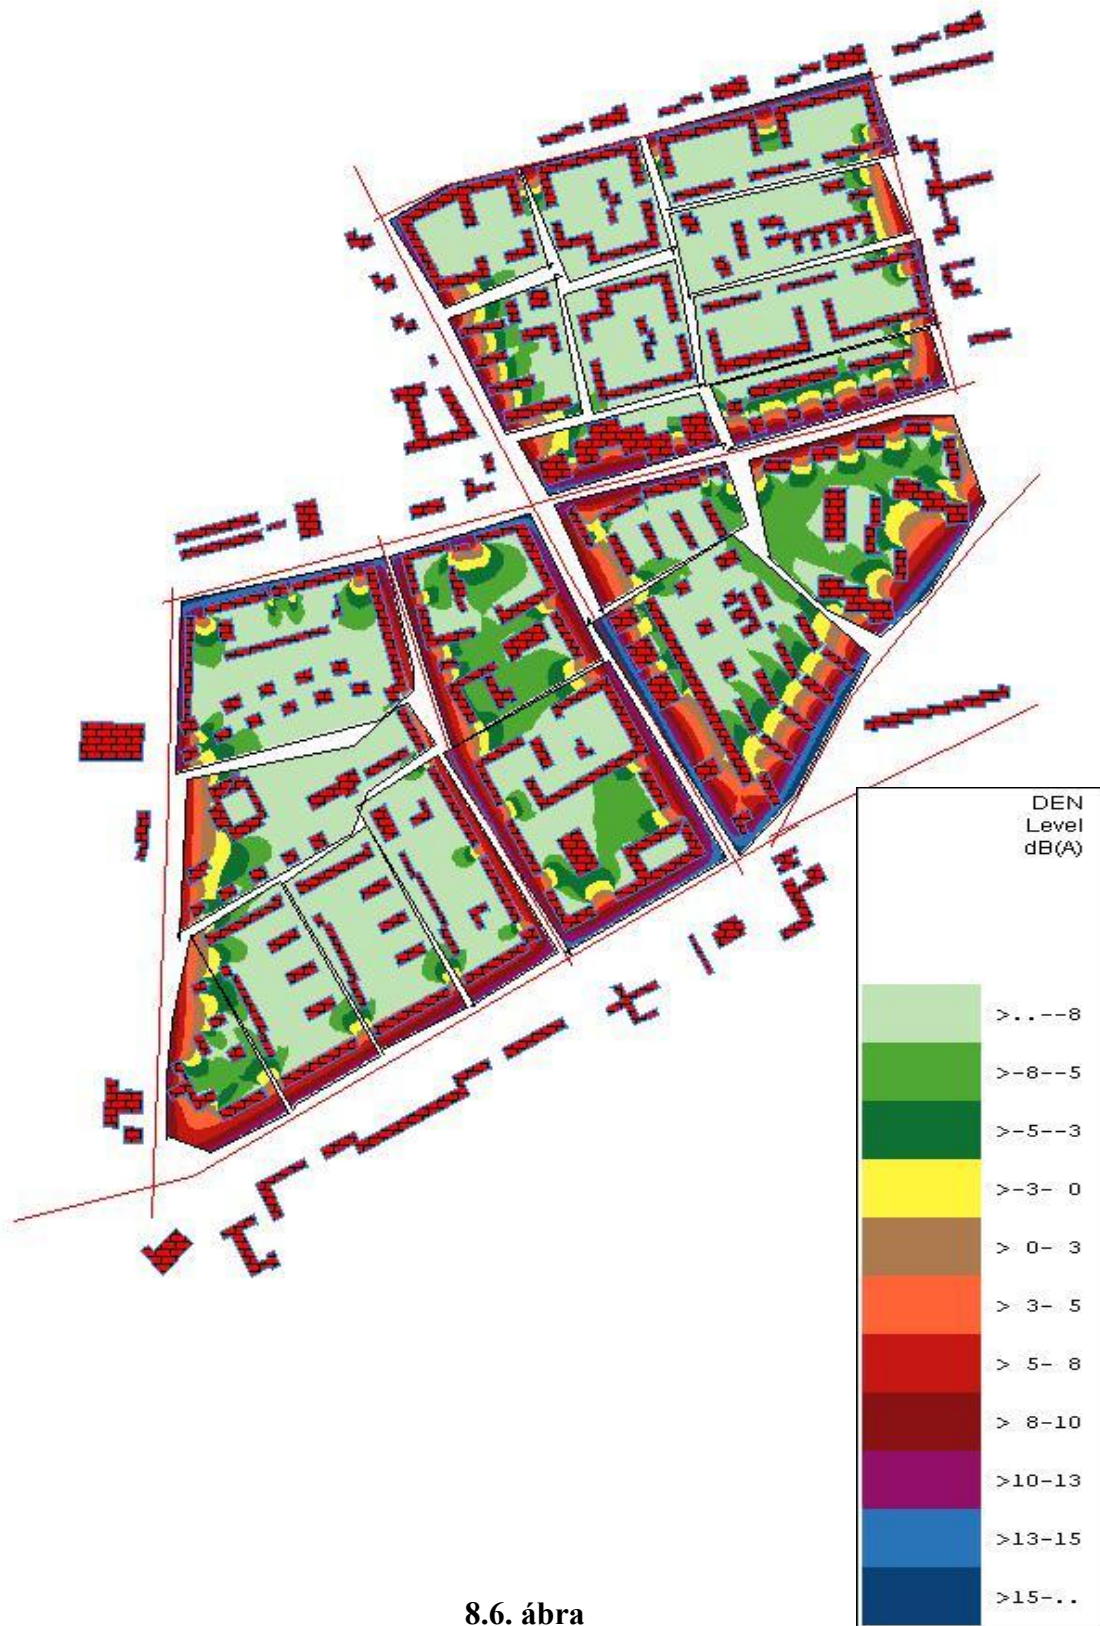 DEN
Level
dB(A)
>..--8
>-8--5
>-5--3
>-3- 0
> 0- 3
> 3- 5
> 5- 8
> 8-10
>10-13
>13-15
>15-..
8.6. ábra